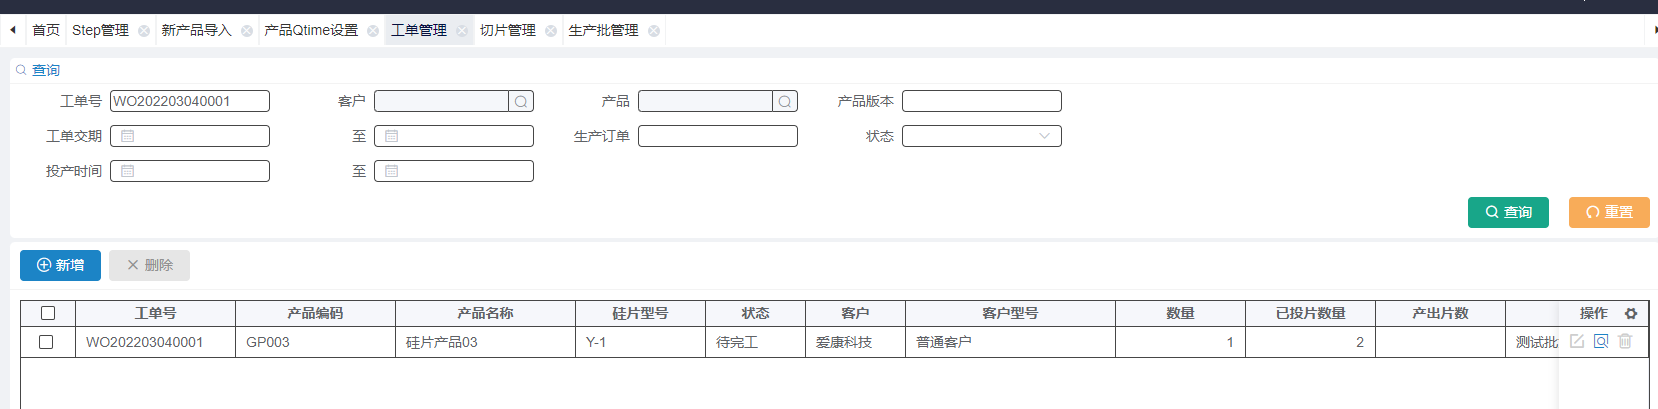 首页 Step管理 新产品导入 产品Qtime设置 工单管理 切片管理 生产批管理
查询
工单号 WO202203040001 客户 产品 产品版本
工单交期 至 生产订单 状态
投产时间 至
查询 重置
新增 删除
工单号 产品编码 产品名称 硅片型号 状态 客户 客户型号 数量 已投片数量 产出片数 操作
WO202203040001 GP003 硅片产品03 Y-1 待完工 爱康科技 普通客户 1 2 测试批